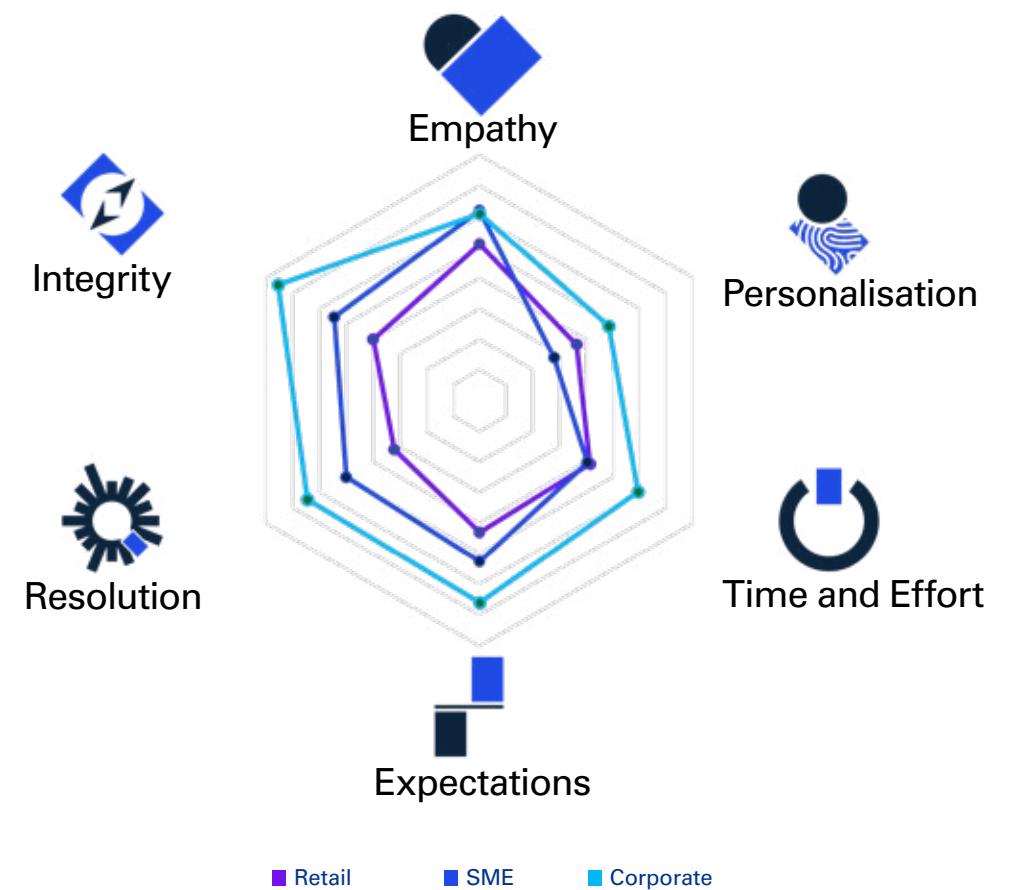 Empathy
Integrity
Personalisation
Resolution
Time and Effort
Expectations
Retail
SME
Corporate